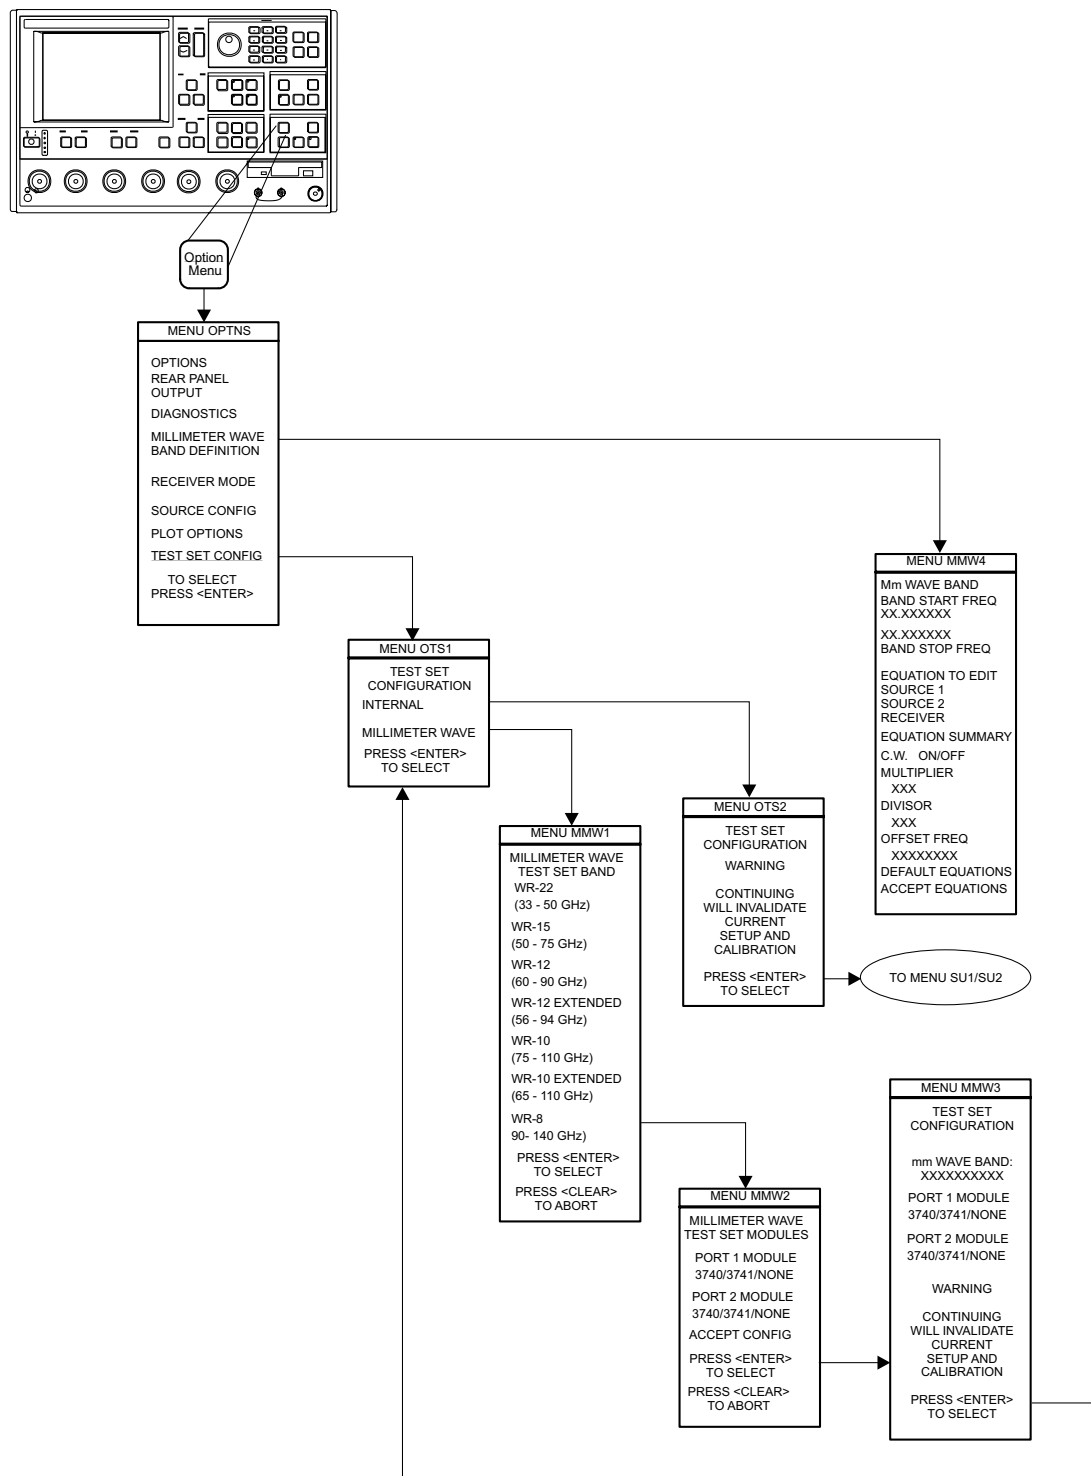 Option
Menu
MENU OPTNS
OPTIONS
REAR PANEL
OUTPUT
DIAGNOSTICS
MILLIMETER WAVE
BAND DEFINITION
RECEIVER MODE
SOURCE CONFIG
PLOT OPTIONS
TEST SET CONFIG
TO SELECT
PRESS <ENTER>
MENU OTS1
TEST SET
CONFIGURATION
INTERNAL
MILLIMETER WAVE
PRESS <ENTER>
TO SELECT
MENU MMW1
MILLIMETER WAVE
TEST SET BAND
WR-22
(33 - 50 GHz)
WR-15
(50 - 75 GHz)
WR-12
(60 - 90 GHz)
WR-12 EXTENDED
(56 - 94 GHz)
WR-10
(75 - 110 GHz)
WR-10 EXTENDED
(65 - 110 GHz)
WR-8
90- 140 GHz)
PRESS <ENTER>
TO SELECT
PRESS <CLEAR>
TO ABORT
MENU OTS2
TEST SET
CONFIGURATION
WARNING
CONTINUING
WILL INVALIDATE
CURRENT
SETUP AND
CALIBRATION
PRESS <ENTER>
TO SELECT
MENU MMW4
Mm WAVE BAND
BAND START FREQ
XX.XXXXXX
XX.XXXXXX
BAND STOP FREQ
EQUATION TO EDIT
SOURCE 1
SOURCE 2
RECEIVER
EQUATION SUMMARY
C.W. ON/OFF
MULTIPLIER
XXX
DIVISOR
XXX
OFFSET FREQ
XXXXXXXX
DEFAULT EQUATIONS
ACCEPT EQUATIONS
TO MENU SU1/SU2
MENU MMW2
MILLIMETER WAVE
TEST SET MODULES
PORT 1 MODULE
3740/3741/NONE
PORT 2 MODULE
3740/3741/NONE
ACCEPT CONFIG
PRESS <ENTER>
TO SELECT
PRESS <CLEAR>
TO ABORT
MENU MMW3
TEST SET
CONFIGURATION
mm WAVE BAND:
XXXXXXXXXX
PORT 1 MODULE
3740/3741/NONE
PORT 2 MODULE
3740/3741/NONE
WARNING
CONTINUING
WILL INVALIDATE
CURRENT
SETUP AND
CALIBRATION
PRESS <ENTER>
TO SELECT